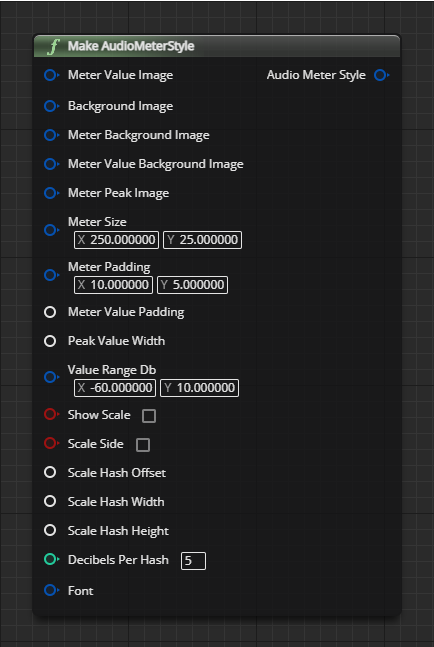 f Make AudioMeterStyle
Meter Value Image Audio Meter Style
Background Image
Meter Background Image
Meter Value Background Image
Meter Peak Image
Meter Size
X 250.000000 Y 25.000000
Meter Padding
X 10.000000 Y 5.000000
Meter Value Padding
Peak Value Width
Value Range Db
X -60.000000 Y 10.000000
Show Scale
Scale Side
Scale Hash Offset
Scale Hash Width
Scale Hash Height
Decibels Per Hash 5
Font